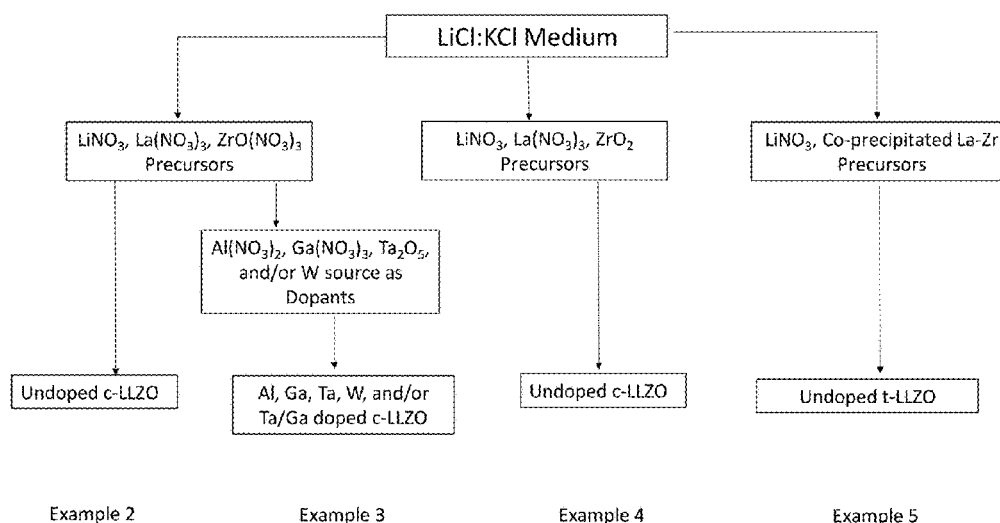 LiCl:KCl Medium
LiNO₃, La(NO₃)₃, ZrO(NO₃)₃
Precursors
LiNO₃, La(NO₃)₃, ZrO₂
Precursors
LiNO₃, Co-precipitated La-Zr
Precursors
Al(NO₃)₂, Ga(NO₃)₃, Ta₂O₅,
and/or W source as
Dopants
Undoped c-LLZO
Al, Ga, Ta, W, and/or
Ta/Ga doped c-LLZO
Undoped c-LLZO
Undoped t-LLZO
Example 2
Example 3
Example 4
Example 5